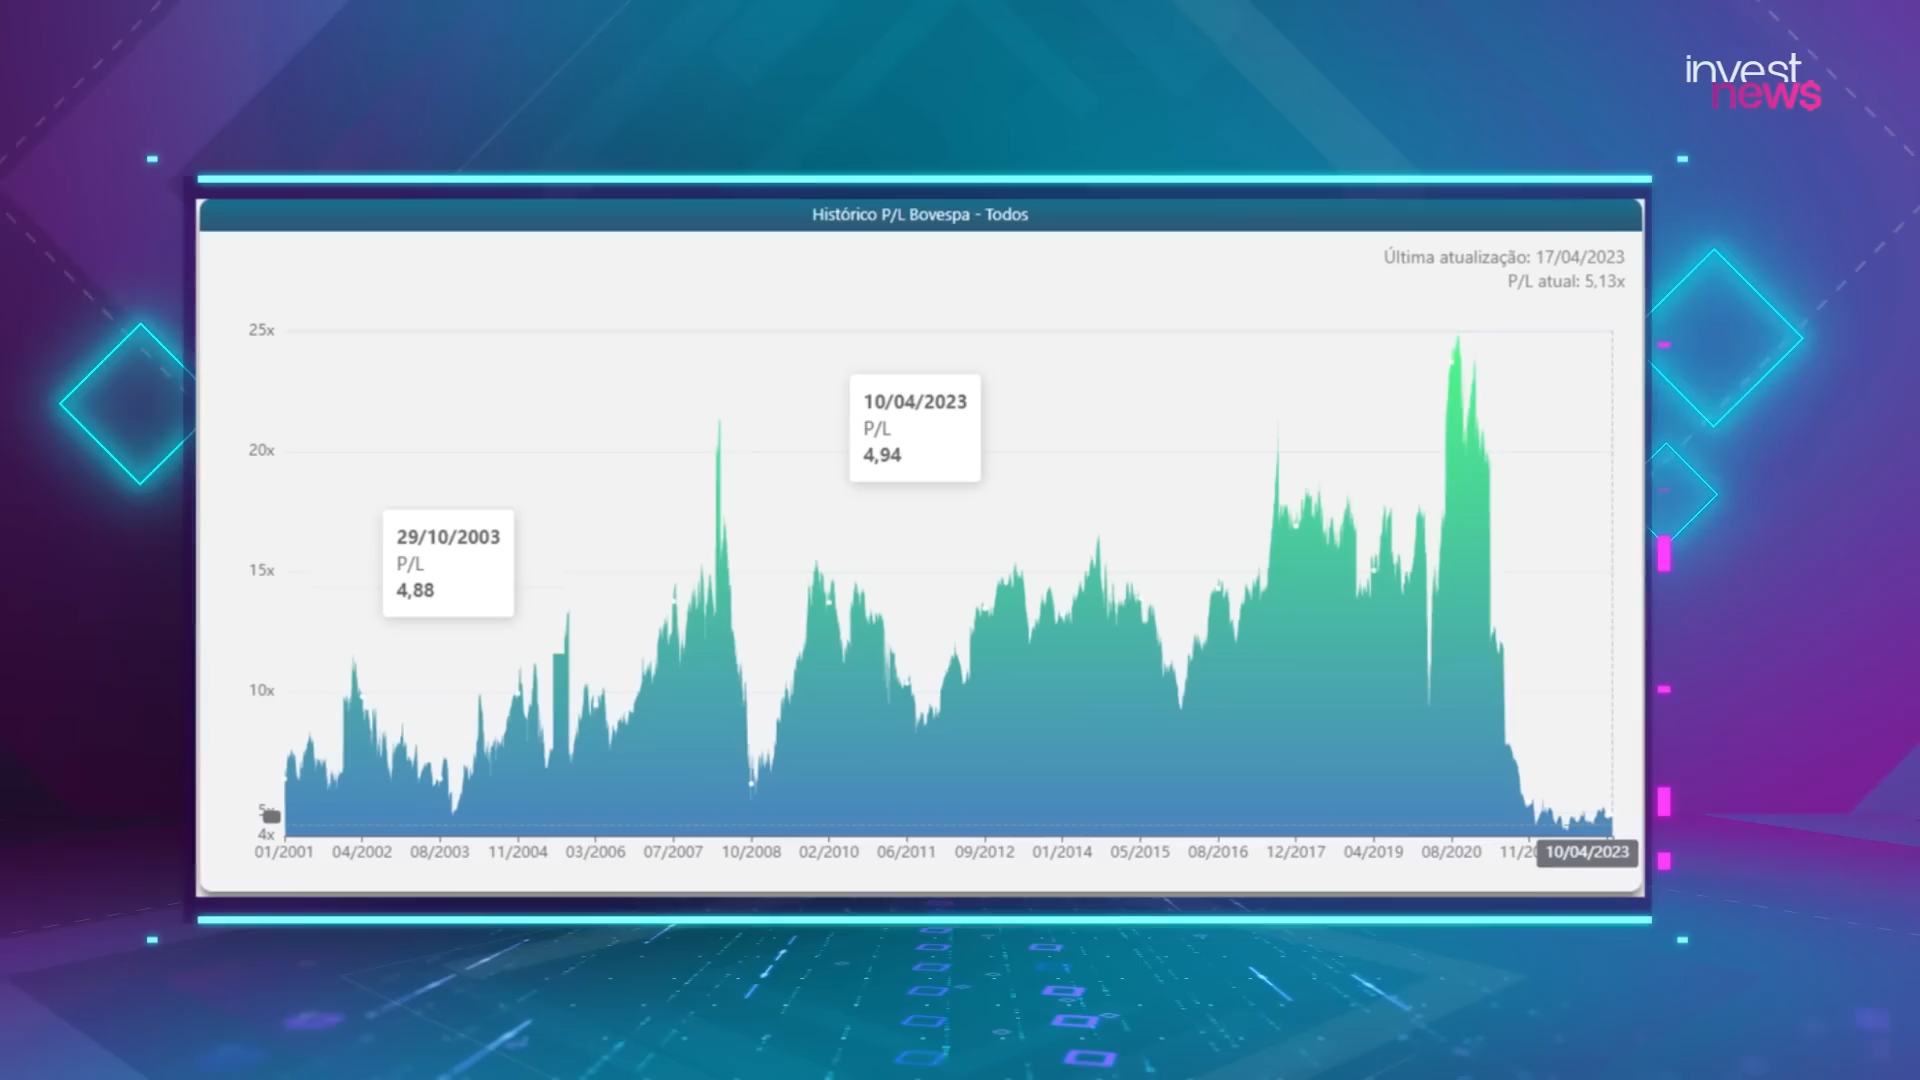 invest
new$
Histórico P/L Bovespa - Todos
Última atualização: 17/04/2023
P/L atual: 5,13x
25x
20x
15x
10x
5x
4x
29/10/2003
P/L
4,88
10/04/2023
P/L
4,94
01/2001 04/2002 08/2003 11/2004 03/2006 07/2007 10/2008 02/2010 06/2011 09/2012 01/2014 05/2015 08/2016 12/2017 04/2019 08/2020 11/20 10/04/2023